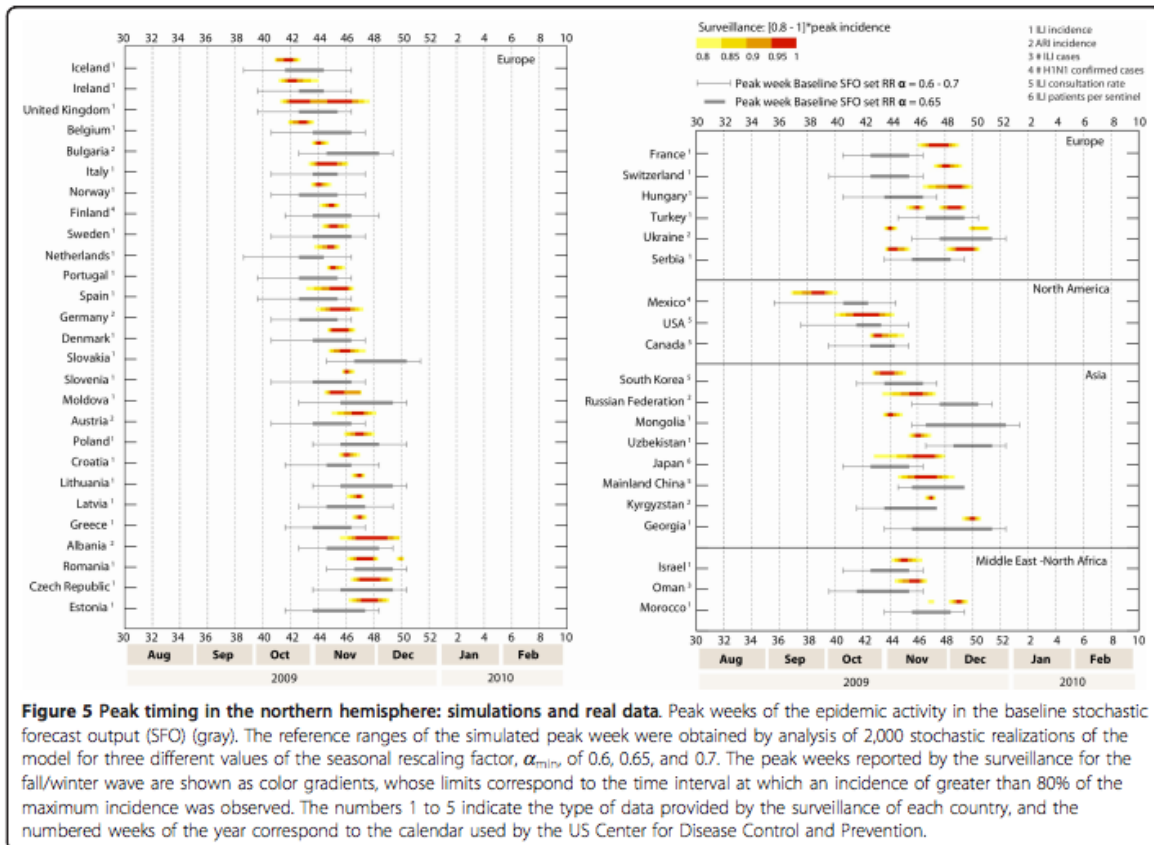 30 32 34 36 38 40 42 44 46 48 50 52 2 4 6 8 10
Europe
Iceland 1
Ireland 1
United Kingdom 1
Belgium 1
Bulgaria 2
Italy 1
Norway 1
Finland 4
Sweden 1
Netherlands 1
Portugal 1
Spain 1
Germany 2
Denmark 1
Slovakia 1
Slovenia 1
Moldova 1
Austria 2
Poland 1
Croatia 1
Lithuania 1
Latvia 1
Greece 1
Albania 2
Romania 1
Czech Republic 1
Estonia 1
30 32 34 36 38 40 42 44 46 48 50 52 2 4 6 8 10
Aug Sep Oct Nov Dec Jan Feb
2009 2010
Surveillance: [0.8 - 1]*peak incidence
0.8 0.85 0.9 0.95 1
Peak week Baseline SFO set RR α = 0.6 - 0.7
Peak week Baseline SFO set RR α = 0.65
1 ILI incidence
2 ARI incidence
3 # ILI cases
4 # H1N1 confirmed cases
5 ILI consultation rate
6 ILI patients per sentinel
30 32 34 36 38 40 42 44 46 48 50 52 2 4 6 8 10
Europe
France 1
Switzerland 1
Hungary 1
Turkey 1
Ukraine 2
Serbia 1
North America
Mexico 4
USA 5
Canada 5
Asia
South Korea 5
Russian Federation 2
Mongolia 1
Uzbekistan 1
Japan 6
Mainland China 3
Kyrgyzstan 2
Georgia 1
Middle East -North Africa
Israel 1
Oman 3
Morocco 1
30 32 34 36 38 40 42 44 46 48 50 52 2 4 6 8 10
Aug Sep Oct Nov Dec Jan Feb
2009 2010
Figure 5 Peak timing in the northern hemisphere: simulations and real data. Peak weeks of the epidemic activity in the baseline stochastic
forecast output (SFO) (gray). The reference ranges of the simulated peak week were obtained by analysis of 2,000 stochastic realizations of the
model for three different values of the seasonal rescaling factor, αmin, of 0.6, 0.65, and 0.7. The peak weeks reported by the surveillance for the
fall/winter wave are shown as color gradients, whose limits correspond to the time interval at which an incidence of greater than 80% of the
maximum incidence was observed. The numbers 1 to 5 indicate the type of data provided by the surveillance of each country, and the
numbered weeks of the year correspond to the calendar used by the US Center for Disease Control and Prevention.